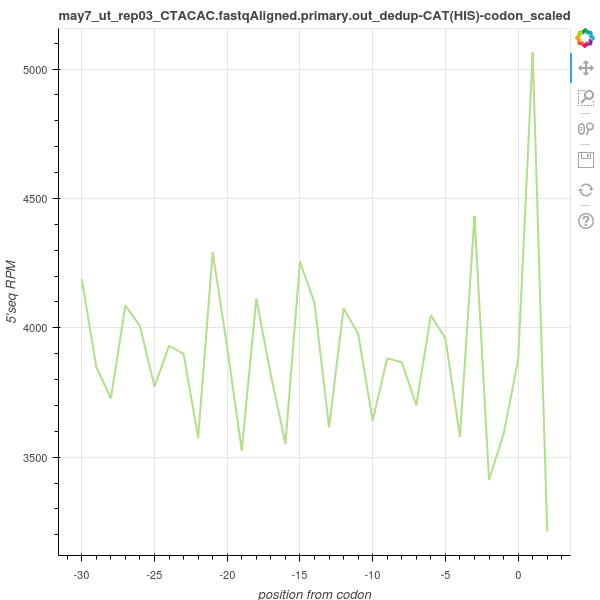 may7_ut_rep03_CTACAC.fastqAligned.primary.out_dedup-CAT(HIS)-codon_scaled
5000
4500
4000
3500
5'seq RPM
-30 -25 -20 -15 -10 -5 0
position from codon